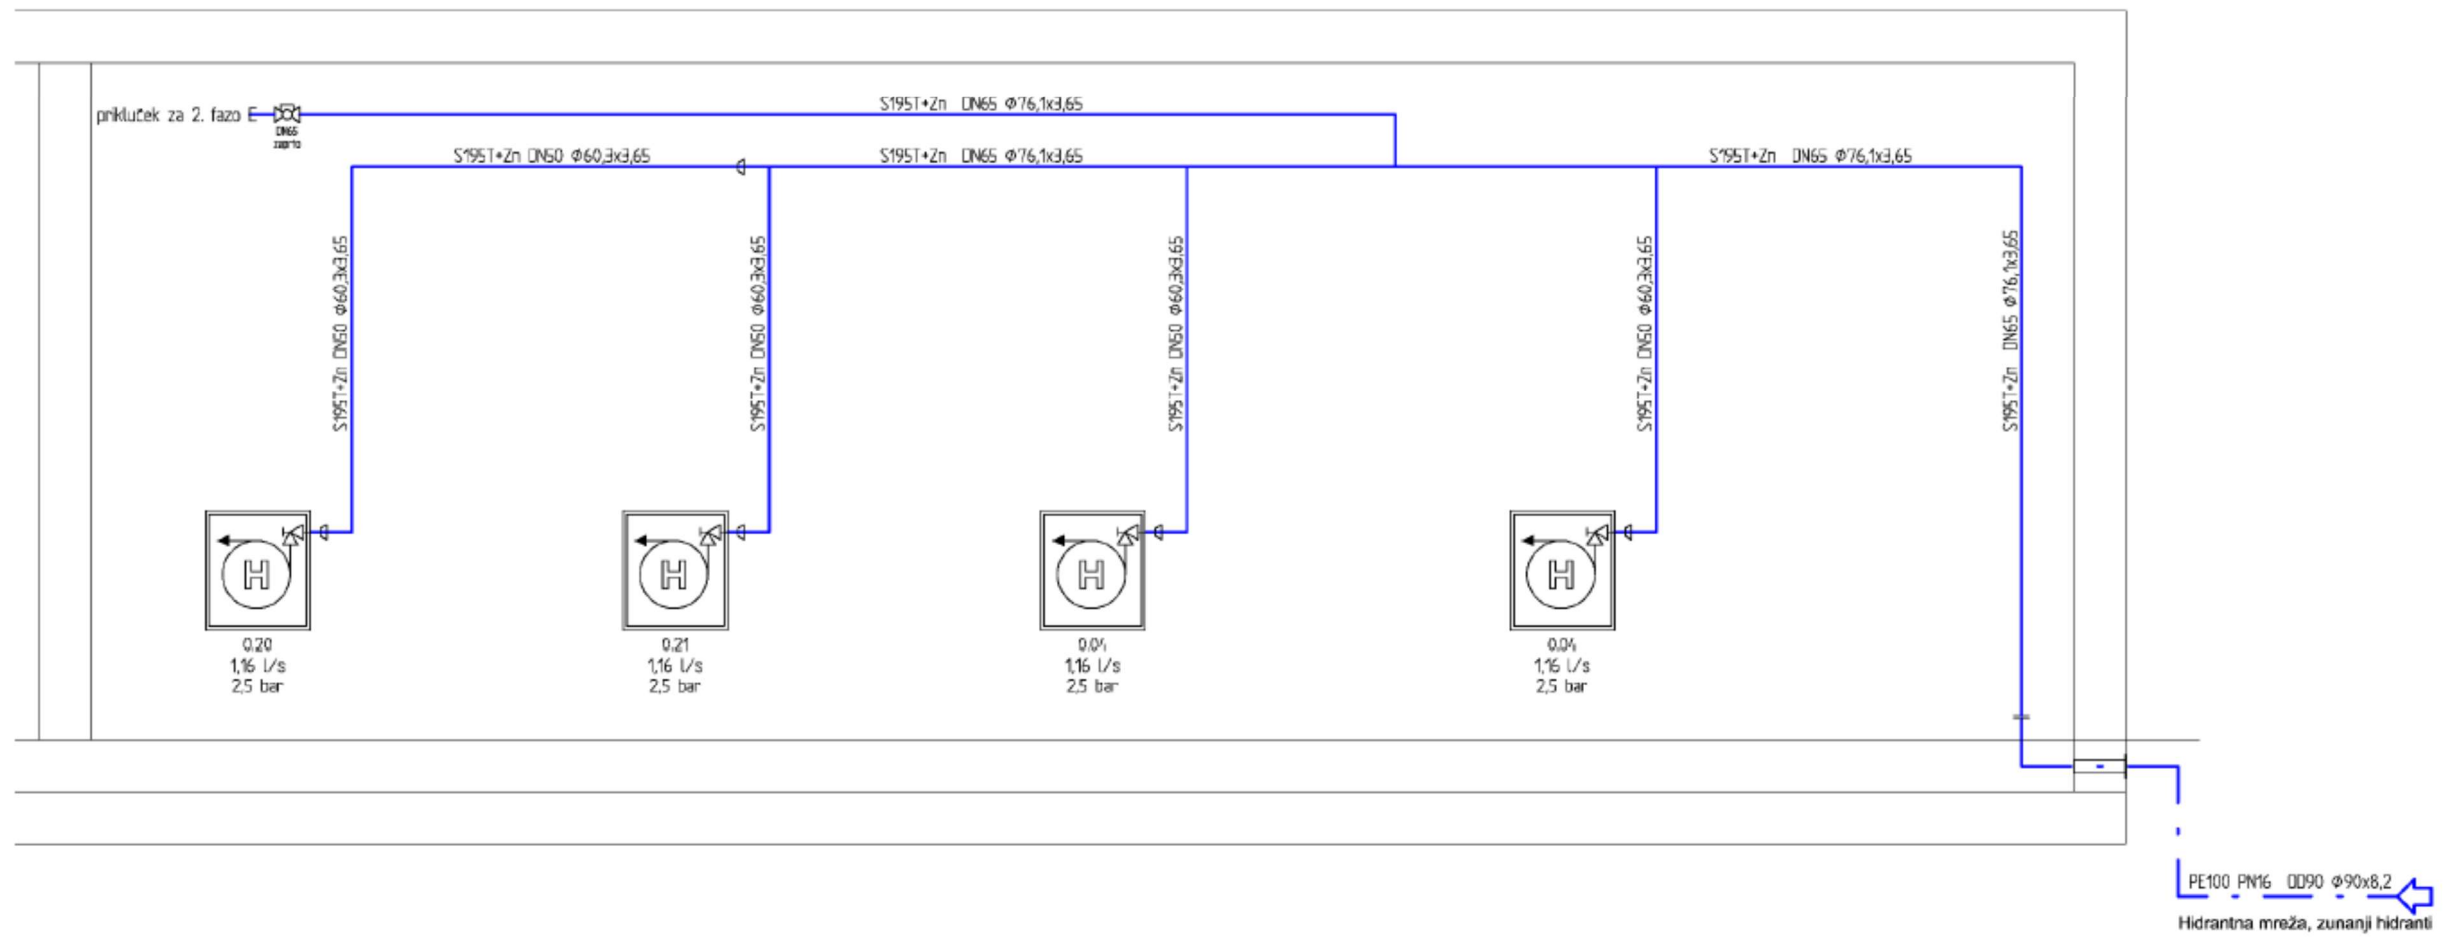 S195T+Zn DN65 Φ76,1x3,65
priključek za 2. fazo E
DN65
zaprto
S195T+Zn DN50 Φ60,3x3,65
S195T+Zn DN65 Φ76,1x3,65
S195T+Zn DN65 Φ76,1x3,65
S195T+Zn DN50 Φ60,3x3,65
S195T+Zn DN50 Φ60,3x3,65
S195T+Zn DN50 Φ60,3x3,65
S195T+Zn DN50 Φ60,3x3,65
S195T+Zn DN65 Φ76,1x3,65
H
H
H
H
0.20
1,16 l/s
2,5 bar
0.21
1,16 l/s
2,5 bar
0.04
1,16 l/s
2,5 bar
0.04
1,16 l/s
2,5 bar
PE100 PN16 OD90 Φ90x8,2
Hidrantna mreža, zunanji hidranti